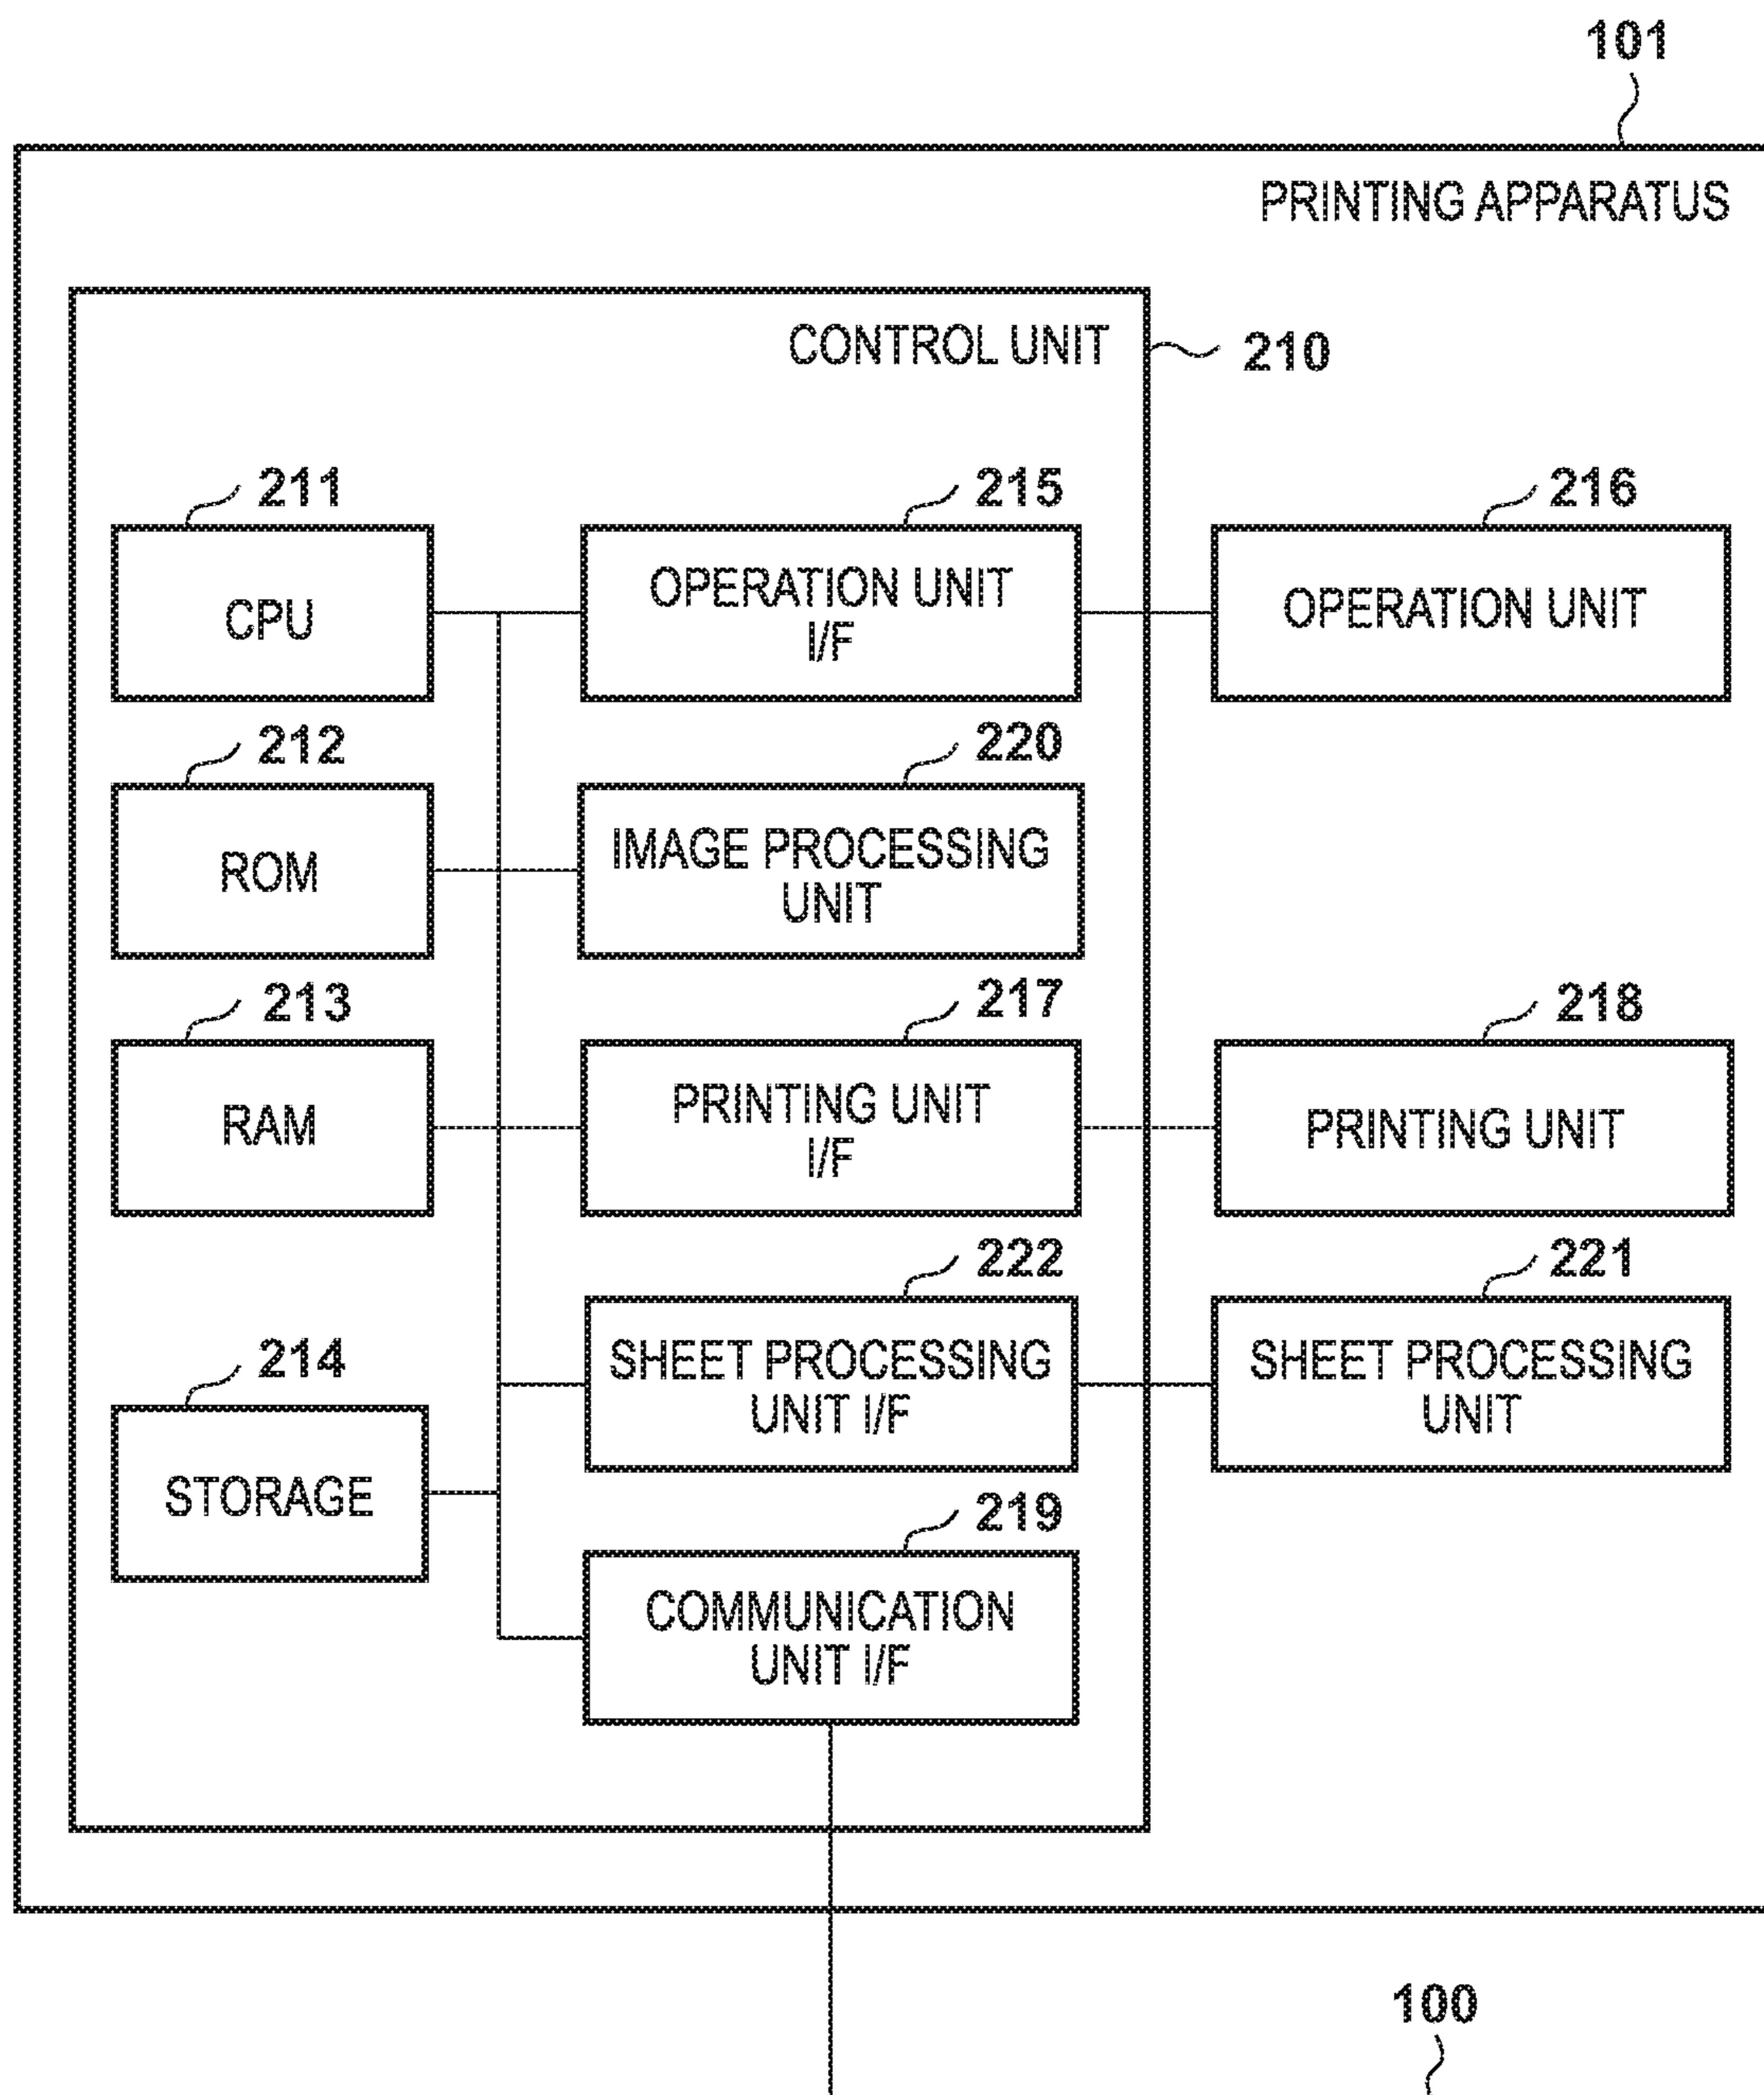 101
PRINTING APPARATUS
CONTROL UNIT
210
211
215
216
CPU
OPERATION UNIT
I/F
OPERATION UNIT
212
220
ROM
IMAGE PROCESSING
UNIT
213
217
218
RAM
PRINTING UNIT
I/F
PRINTING UNIT
222
221
SHEET PROCESSING
UNIT I/F
SHEET PROCESSING
UNIT
214
STORAGE
219
COMMUNICATION
UNIT I/F
100